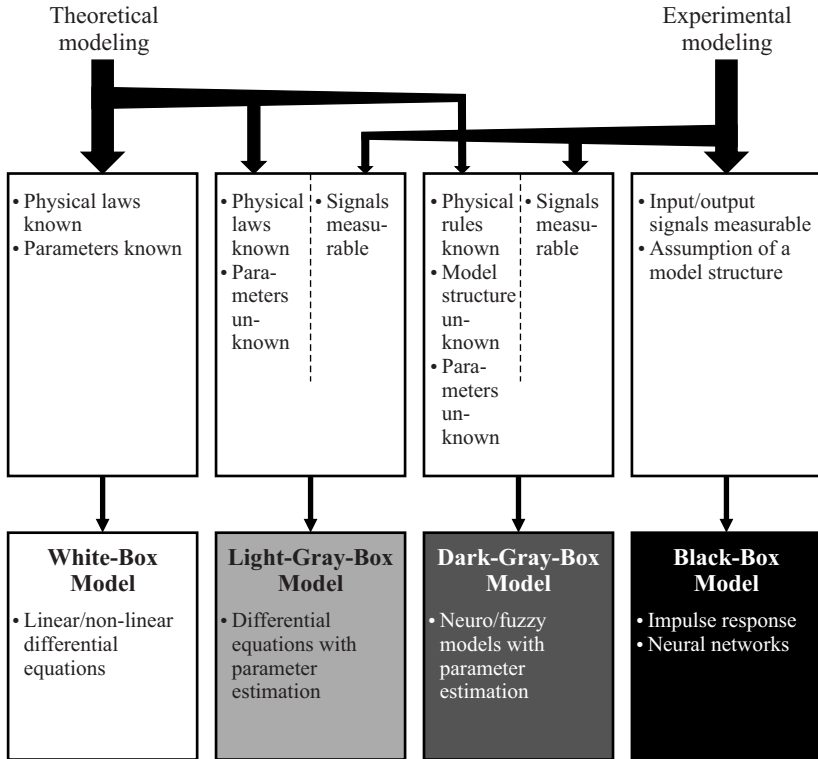 Theoretical
modeling
Experimental
modeling
• Physical laws
known
• Parameters known
• Physical
laws
known
• Para-
meters
un-
known
• Signals
measu-
rable
• Physical
rules
known
• Model
structure
un-
known
• Para-
meters
un-
known
• Signals
measu-
rable
• Input/output
signals measurable
• Assumption of a
model structure
White-Box
Model
• Linear/non-linear
differential
equations
Light-Gray-Box
Model
• Differential
equations with
parameter
estimation
Dark-Gray-Box
Model
• Neuro/fuzzy
models with
parameter
estimation
Black-Box
Model
• Impulse response
• Neural networks